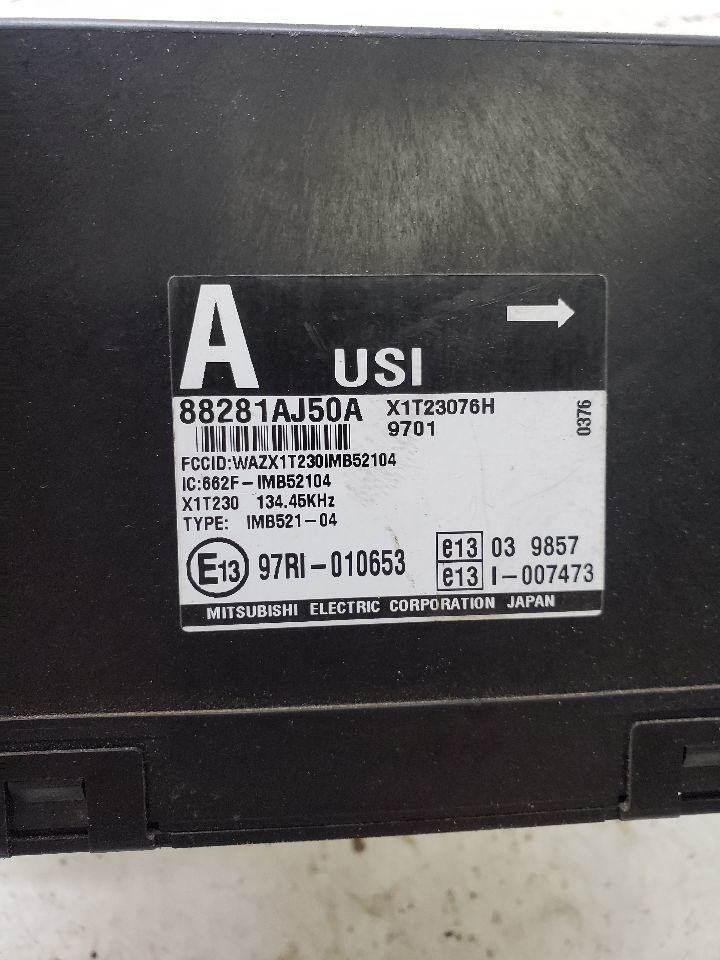 A
USI
88281AJ50A X1T23076H
9701
0376
FCCID:WAZX1T230IMB52104
IC:662F-IMB52104
X1T230 134.45KHz
TYPE: IMB521-04
E13 97RI-010653
e13 03 9857
e13 I-007473
MITSUBISHI ELECTRIC CORPORATION JAPAN